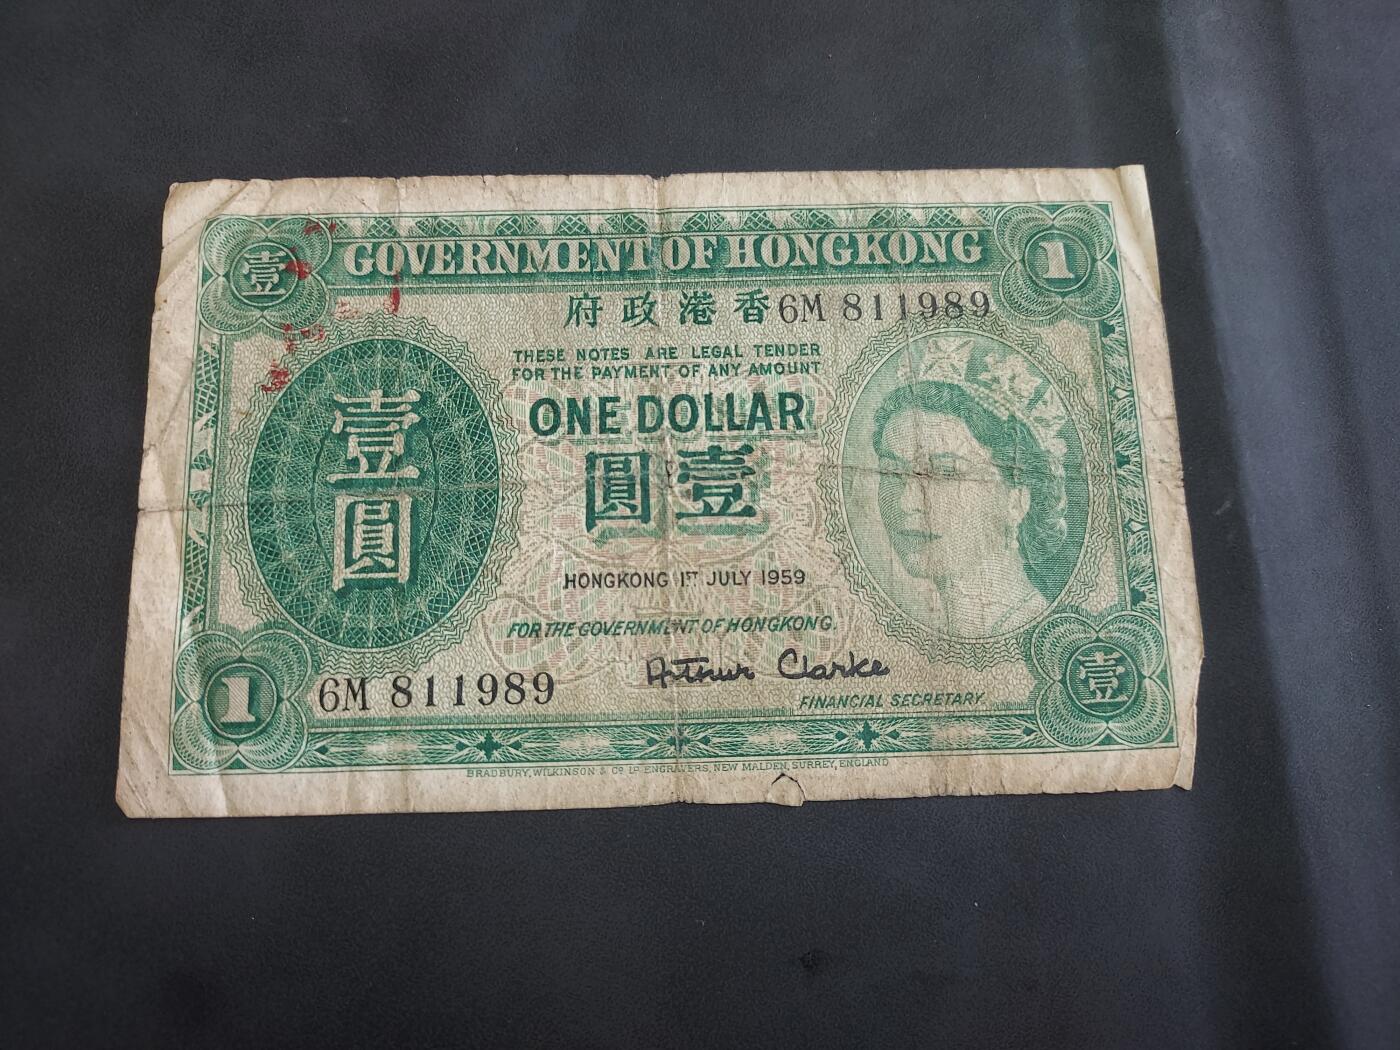 壹 GOVERNMENT OF HONGKONG 1
府政港香 6M 811989
THESE NOTES ARE LEGAL TENDER
FOR THE PAYMENT OF ANY AMOUNT
ONE DOLLAR
圓壹
壹
圓
HONGKONG 1ST JULY 1959
FOR THE GOVERNMENT OF HONGKONG.
Arthur Clarke
FINANCIAL SECRETARY.
1 6M 811989 壹
BRADBURY, WILKINSON & Co LD ENGRAVERS, NEW MALDEN, SURREY, ENGLAND